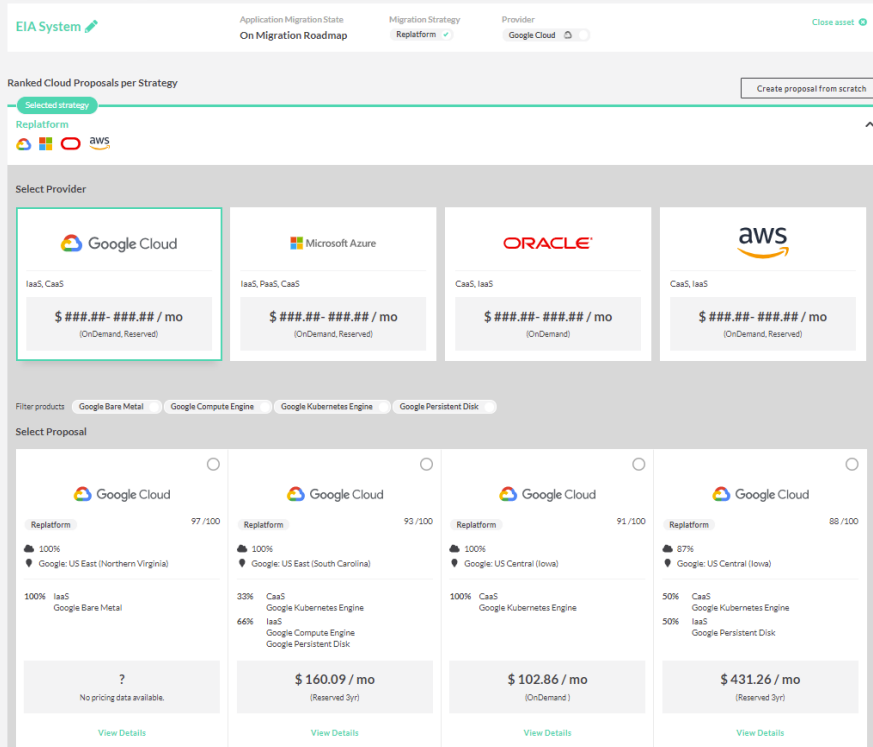 EIA System
Application Migration State
On Migration Roadmap
Migration Strategy
Replatform
Provider
Google Cloud
Close asset
Ranked Cloud Proposals per Strategy
Create proposal from scratch
Selected strategy
Replatform
aws
Select Provider
Google Cloud
IaaS, CaaS
$ ###.##- ###.## / mo
(OnDemand, Reserved)
Microsoft Azure
IaaS, PaaS, CaaS
$ ###.##- ###.## / mo
(OnDemand, Reserved)
ORACLE
CaaS, IaaS
$ ###.##- ###.## / mo
(OnDemand)
aws
CaaS, IaaS
$ ###.##- ###.## / mo
(OnDemand, Reserved)
Filter products Google Bare Metal Google Compute Engine Google Kubernetes Engine Google Persistent Disk
Select Proposal
Google Cloud
Replatform 97 /100
100%
Google: US East (Northern Virginia)
100% IaaS
Google Bare Metal
?
No pricing data available.
View Details
Google Cloud
Replatform 93 /100
100%
Google: US East (South Carolina)
33% CaaS
Google Kubernetes Engine
66% IaaS
Google Compute Engine
Google Persistent Disk
$ 160.09 / mo
(Reserved 3yr)
View Details
Google Cloud
Replatform 91 /100
100%
Google: US Central (Iowa)
100% CaaS
Google Kubernetes Engine
$ 102.86 / mo
(OnDemand )
View Details
Google Cloud
Replatform 88 /100
87%
Google: US Central (Iowa)
50% CaaS
Google Kubernetes Engine
50% IaaS
Google Persistent Disk
$ 431.26 / mo
(Reserved 3yr)
View Details